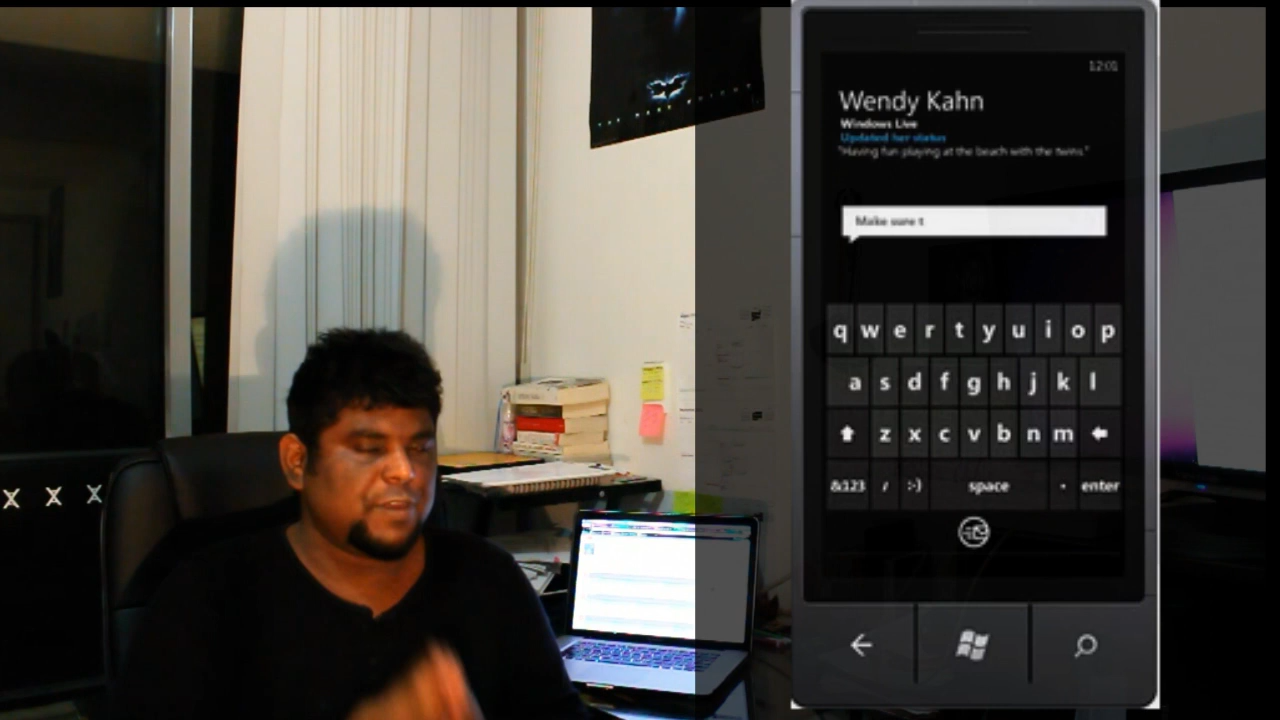 12:01
Wendy Kahn
Windows Live
Updated her status
"Having fun playing at the beach with the twins."
Make sure t
q w e r t y u i o p
a s d f g h j k l
z x c v b n m
&123 / :-) space . enter